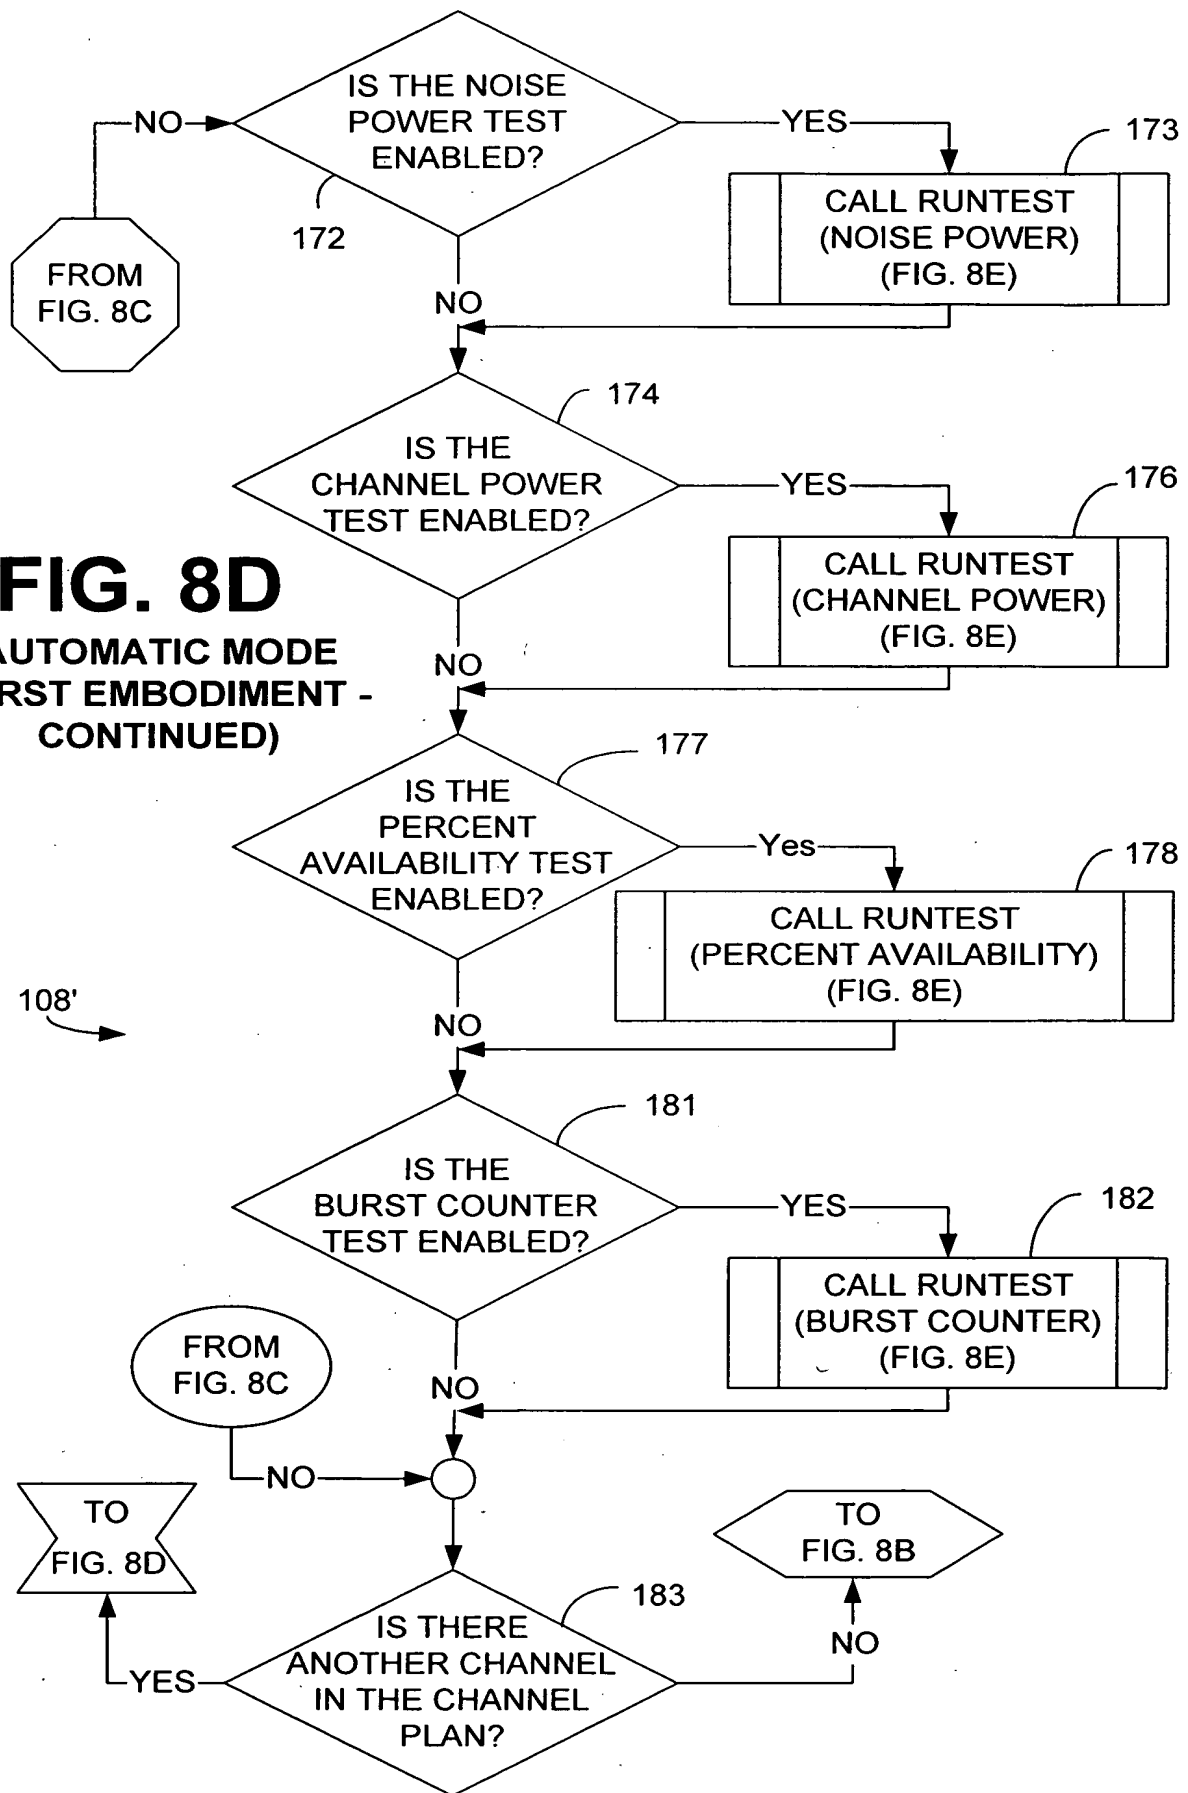 IS THE NOISE
POWER TEST
ENABLED?
NO
YES
173
172
CALL RUNTEST
(NOISE POWER)
(FIG. 8E)
FROM
FIG. 8C
NO
174
IS THE
CHANNEL POWER
TEST ENABLED?
YES
176
CALL RUNTEST
(CHANNEL POWER)
(FIG. 8E)
FIG. 8D
AUTOMATIC MODE
RST EMBODIMENT -
CONTINUED)
NO
177
IS THE
PERCENT
AVAILABILITY TEST
ENABLED?
Yes
178
CALL RUNTEST
(PERCENT AVAILABILITY)
(FIG. 8E)
108'
NO
181
IS THE
BURST COUNTER
TEST ENABLED?
YES
182
CALL RUNTEST
(BURST COUNTER)
(FIG. 8E)
FROM
FIG. 8C
NO
NO
TO
FIG. 8D
TO
FIG. 8B
183
IS THERE
ANOTHER CHANNEL
IN THE CHANNEL
PLAN?
YES
NO